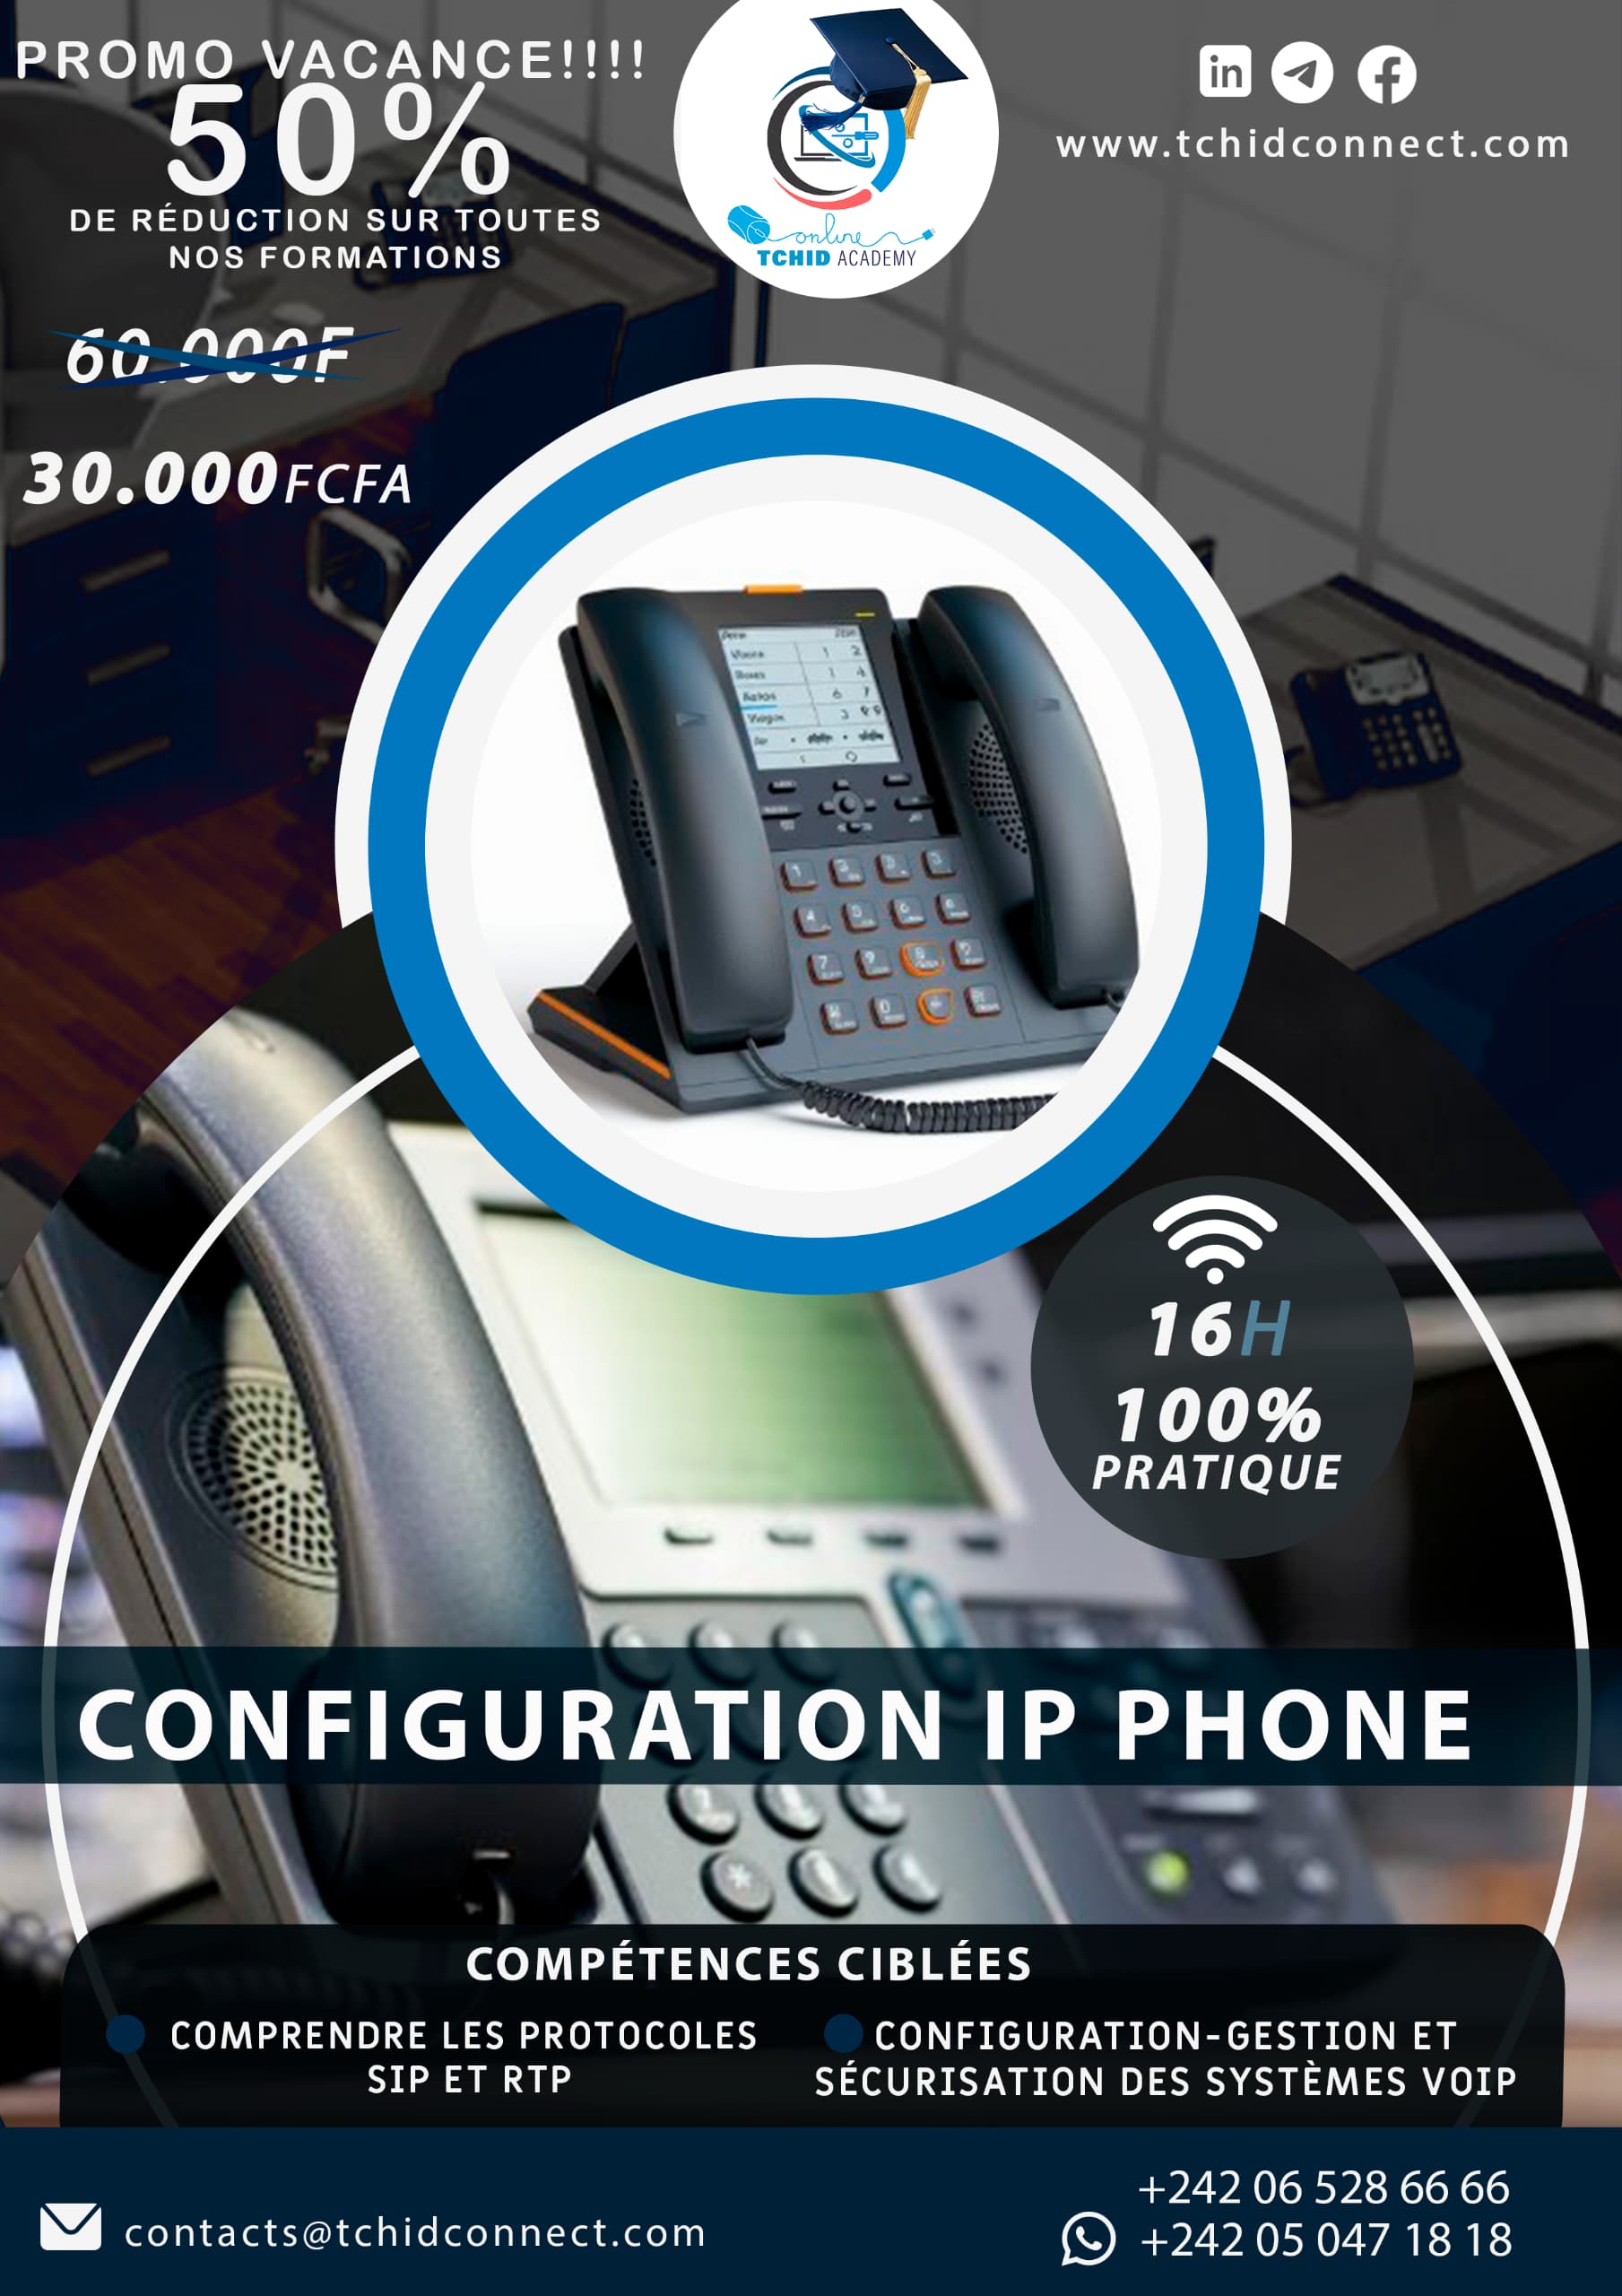 PROMO VACANCE!!!!
50%
DE RÉDUCTION SUR TOUTES
NOS FORMATIONS
60.000F
30.000FCFA
online
TCHID ACADEMY
in
www.tchidconnect.com
16H
100%
PRATIQUE
CONFIGURATION IP PHONE
COMPÉTENCES CIBLÉES
COMPRENDRE LES PROTOCOLES
SIP ET RTP
CONFIGURATION-GESTION ET
SÉCURISATION DES SYSTÈMES VOIP
contacts@tchidconnect.com
+242 06 528 66 66
+242 05 047 18 18